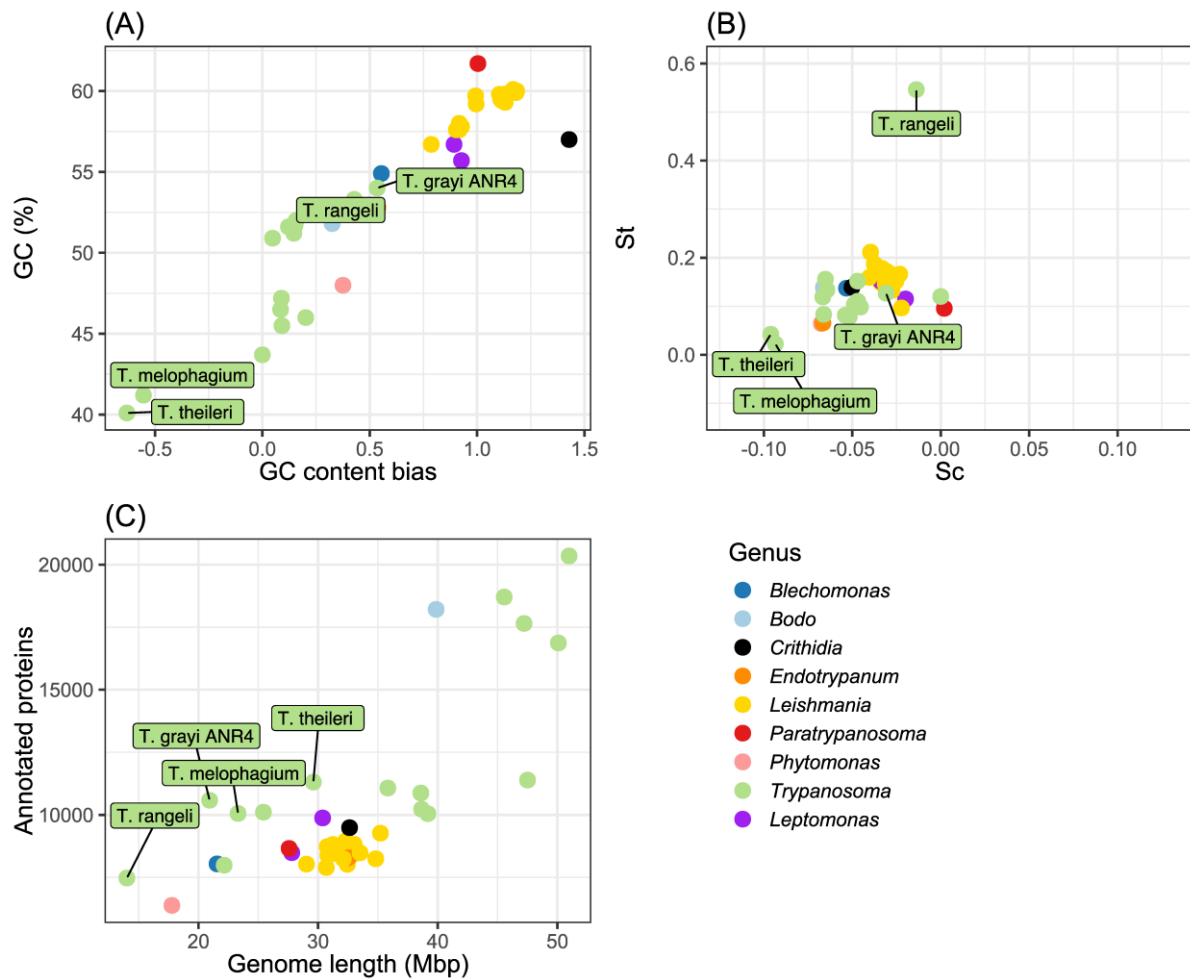 (A)
60
55
50
45
40
GC (%)
T. grayi ANR4
T. rangeli
T. melophagium
T. theileri
-0.5
0.0
0.5
1.0
1.5
GC content bias
(B)
0.6
0.4
0.2
0.0
St
T. rangeli
T. grayi ANR4
T. theileri
T. melophagium
-0.10
-0.05
0.00
0.05
0.10
Sc
(C)
20000
15000
10000
Annotated proteins
T. theileri
T. grayi ANR4
T. melophagium
T. rangeli
20
30
40
50
Genome length (Mbp)
Genus
Blechomonas
Bodo
Crithidia
Endotrypanum
Leishmania
Paratrypanosoma
Phytomonas
Trypanosoma
Leptomonas